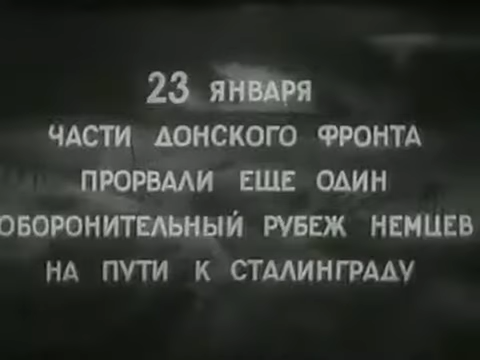 23 ЯНВАРЯ
ЧАСТИ ДОНСКОГО ФРОНТА
ПРОРВАЛИ ЕЩЕ ОДИН
ОБОРОНИТЕЛЬНЫЙ РУБЕЖ НЕМЦЕВ
НА ПУТИ К СТАЛИНГРАДУ